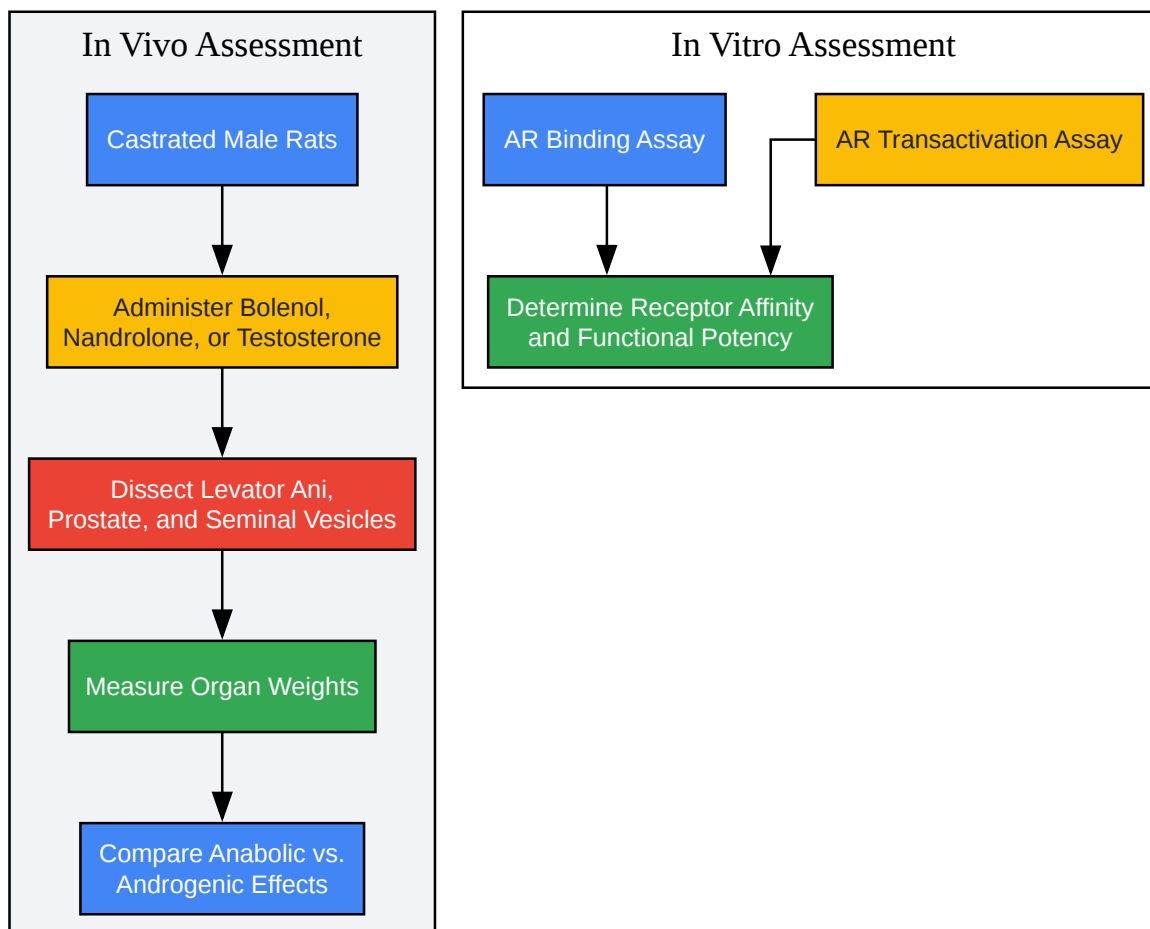 In Vivo Assessment
Castrated Male Rats
Administer Bolenol,
Nandrolone, or Testosterone
Dissect Levator Ani,
Prostate, and Seminal Vesicles
Measure Organ Weights
Compare Anabolic vs.
Androgenic Effects
In Vitro Assessment
AR Binding Assay
AR Transactivation Assay
Determine Receptor Affinity
and Functional Potency